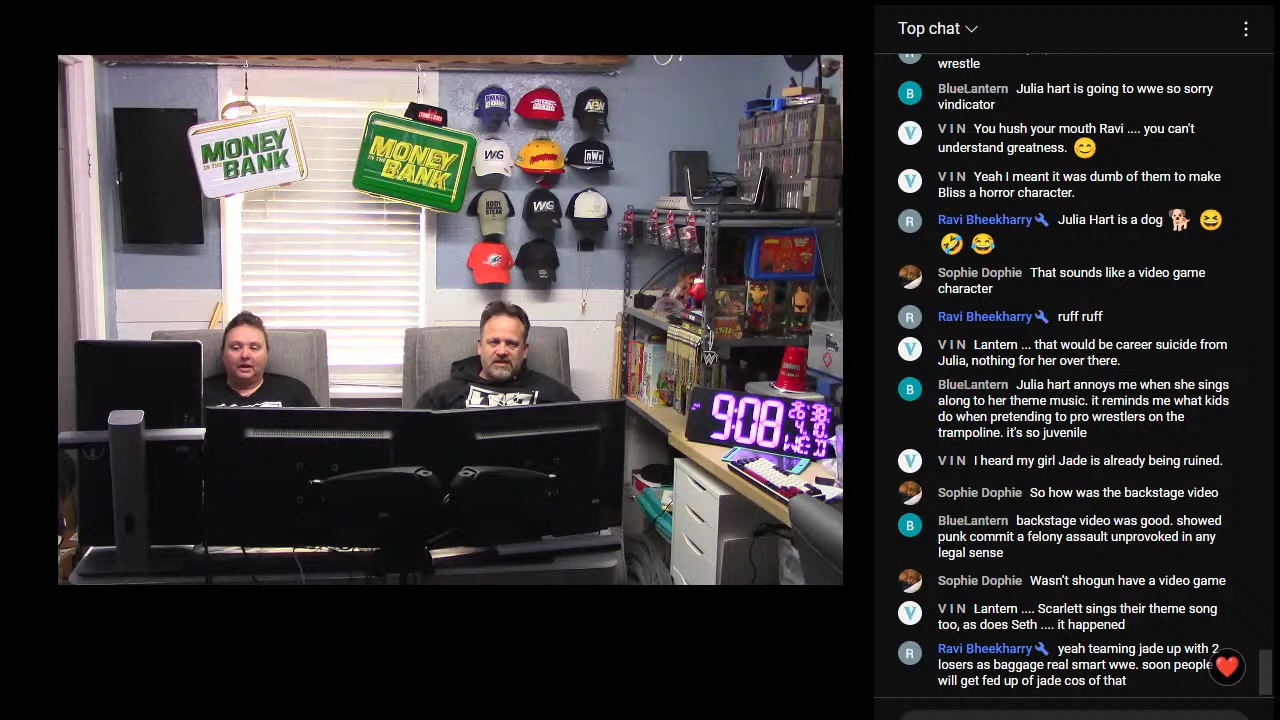 Top chat
wrestle
BlueLantern Julia hart is going to wwe so sorry
vindicator
V I N You hush your mouth Ravi .... you can't
understand greatness.
V I N Yeah I meant it was dumb of them to make
Bliss a horror character.
Ravi Bheekharry Julia Hart is a dog
Sophie Dophie That sounds like a video game
character
Ravi Bheekharry ruff ruff
V I N Lantern ... that would be career suicide from
Julia, nothing for her over there.
BlueLantern Julia hart annoys me when she sings
along to her theme music. it reminds me what kids
do when pretending to pro wrestlers on the
trampoline. it's so juvenile
V I N I heard my girl Jade is already being ruined.
Sophie Dophie So how was the backstage video
BlueLantern backstage video was good. showed
punk commit a felony assault unprovoked in any
legal sense
Sophie Dophie Wasn't shogun have a video game
V I N Lantern .... Scarlett sings their theme song
too, as does Seth .... it happened
Ravi Bheekharry yeah teaming jade up with 2
losers as baggage real smart wwe. soon people
will get fed up of jade cos of that
MONEY
IN THE
BANK
MONEY
IN THE
BANK
nWo
9:08